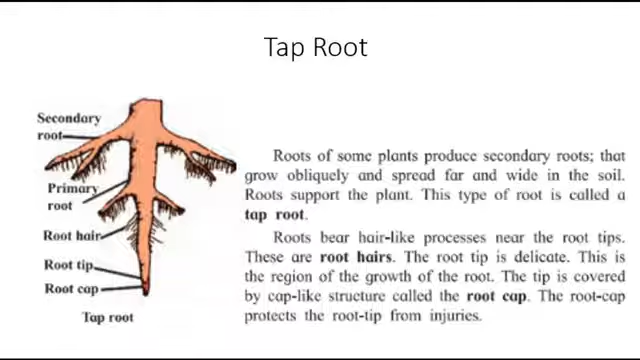 Tap Root
Secondary
root
Primary
root
Root hair
Root tip
Root cap
Tap root
Roots of some plants produce secondary roots; that
grow obliquely and spread far and wide in the soil.
Roots support the plant. This type of root is called a
tap root.
Roots bear hair-like processes near the root tips.
These are root hairs. The root tip is delicate. This is
the region of the growth of the root. The tip is covered
by cap-like structure called the root cap. The root-cap
protects the root-tip from injuries.